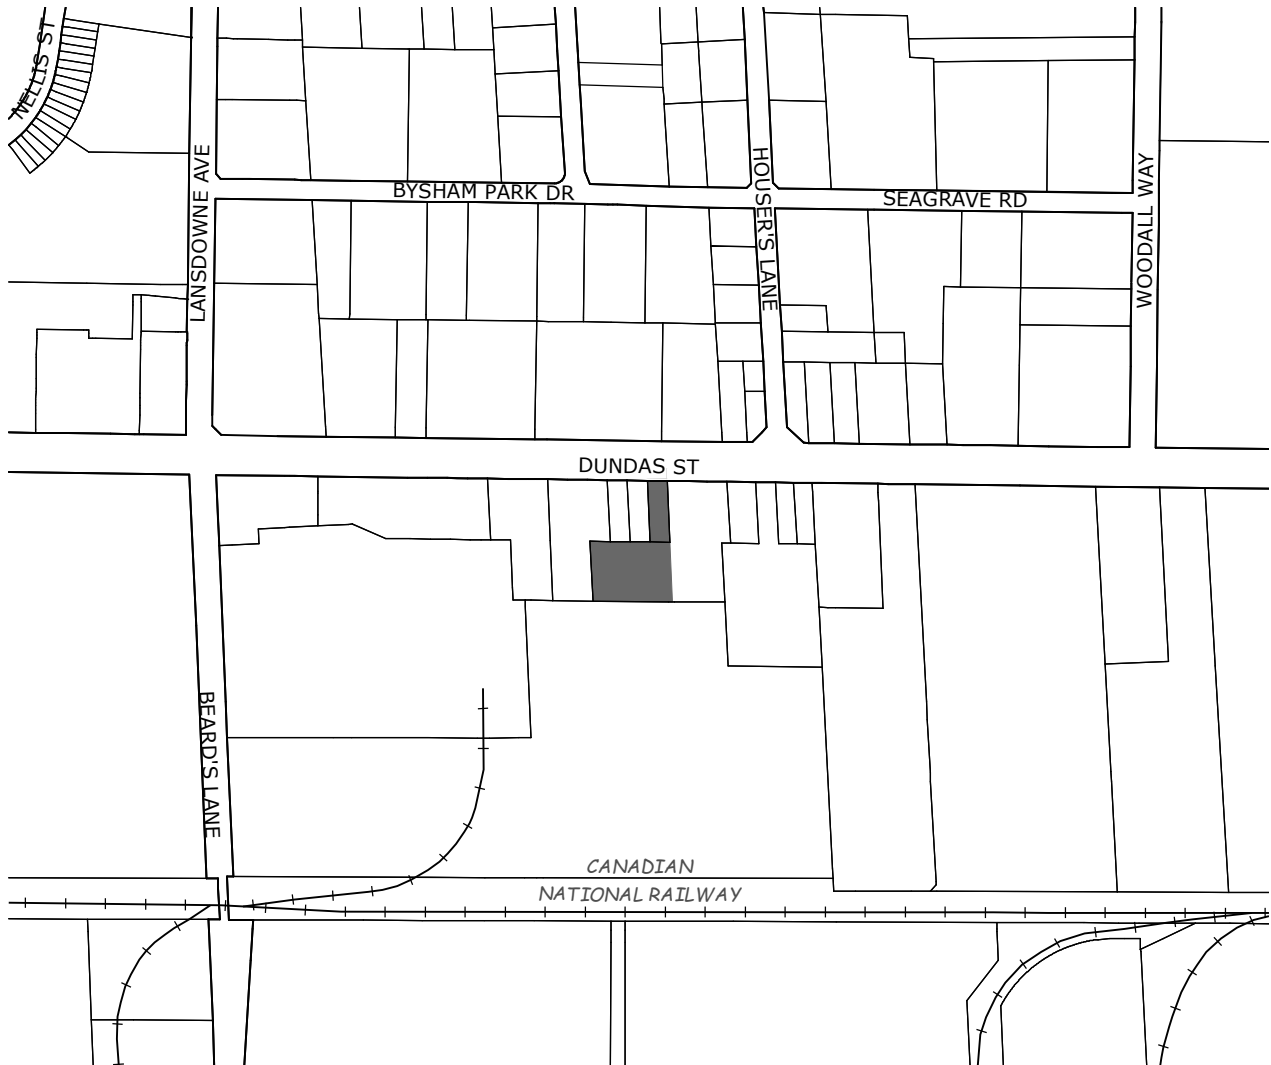 NELLIS ST
LANSDOWNE AVE
BYSHAM PARK DR
HOUSER'S LANE
SEAGRAVE RD
WOODALL WAY
DUNDAS ST
BEARD'S LANE
CANADIAN
NATIONAL RAILWAY